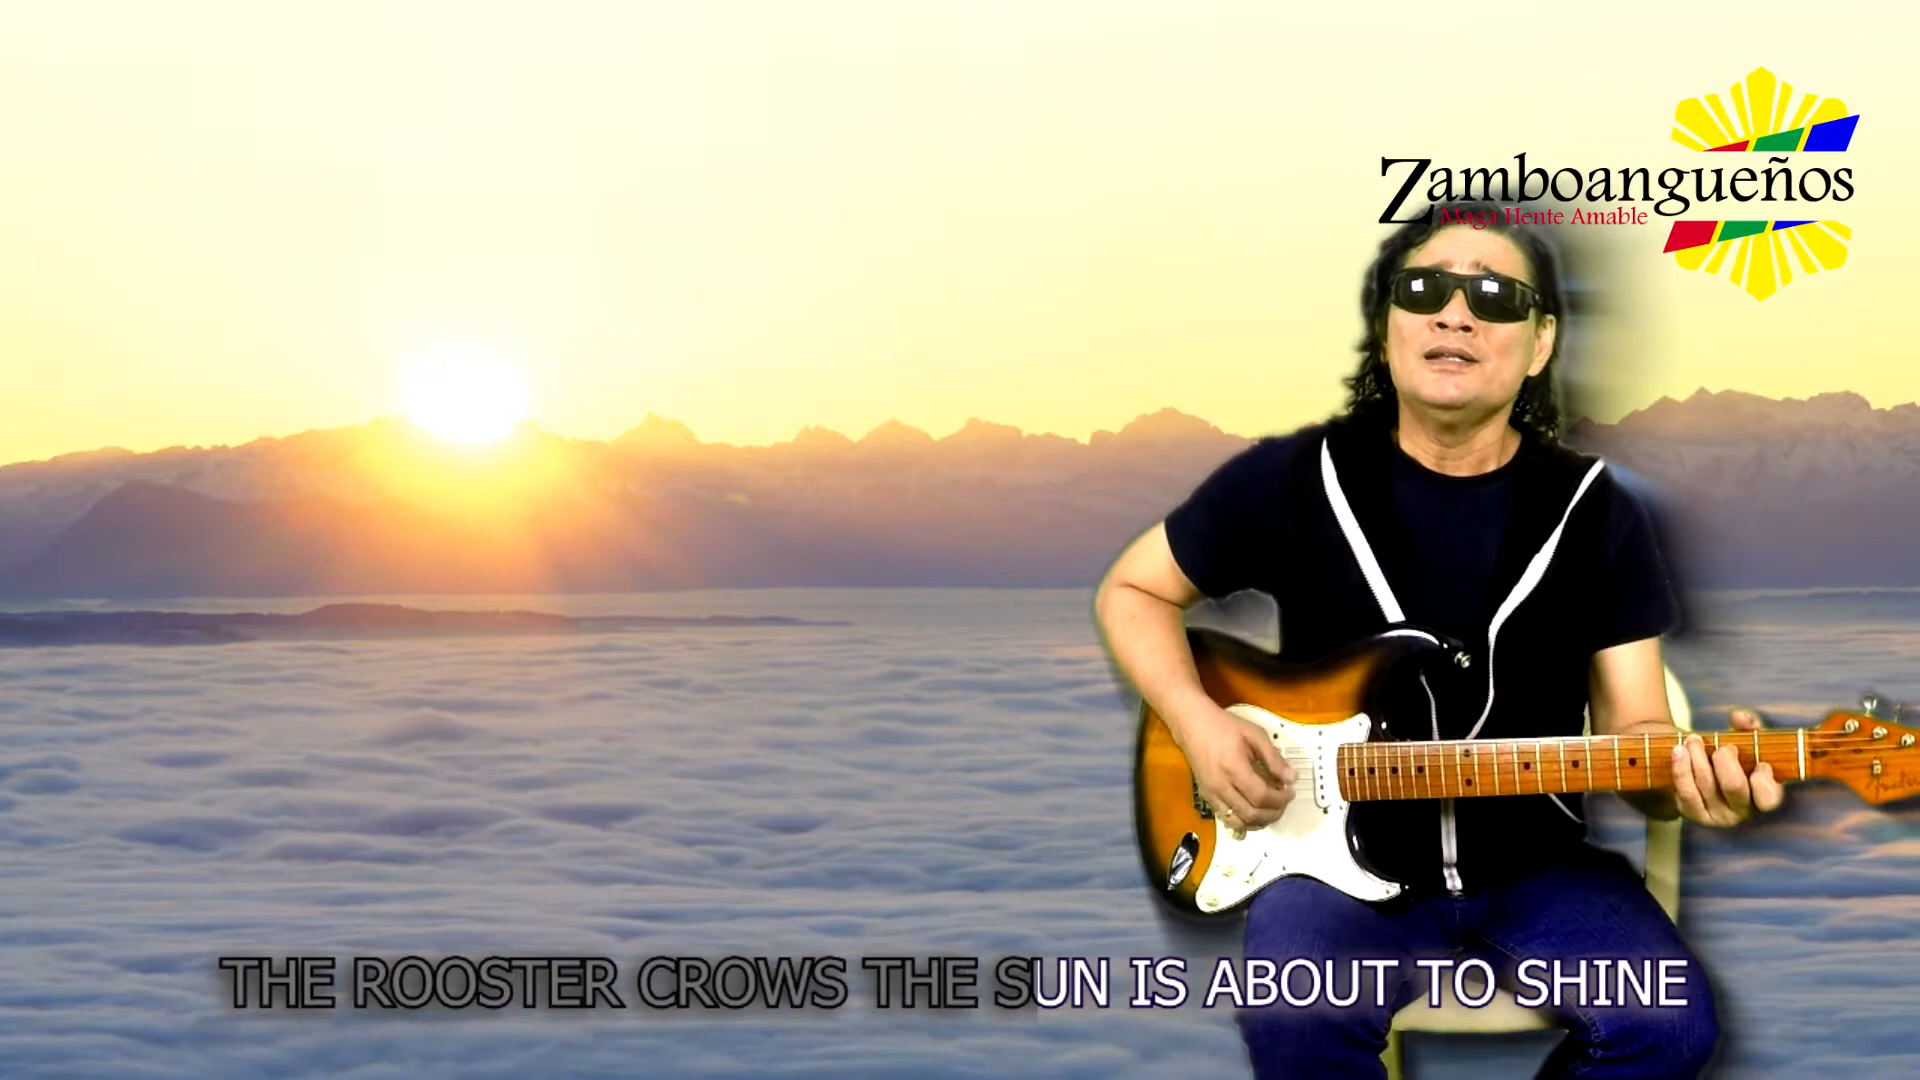 Zamboangueños
Maga Hente Amable
THE ROOSTER CROWS THE SUN IS ABOUT TO SHINE